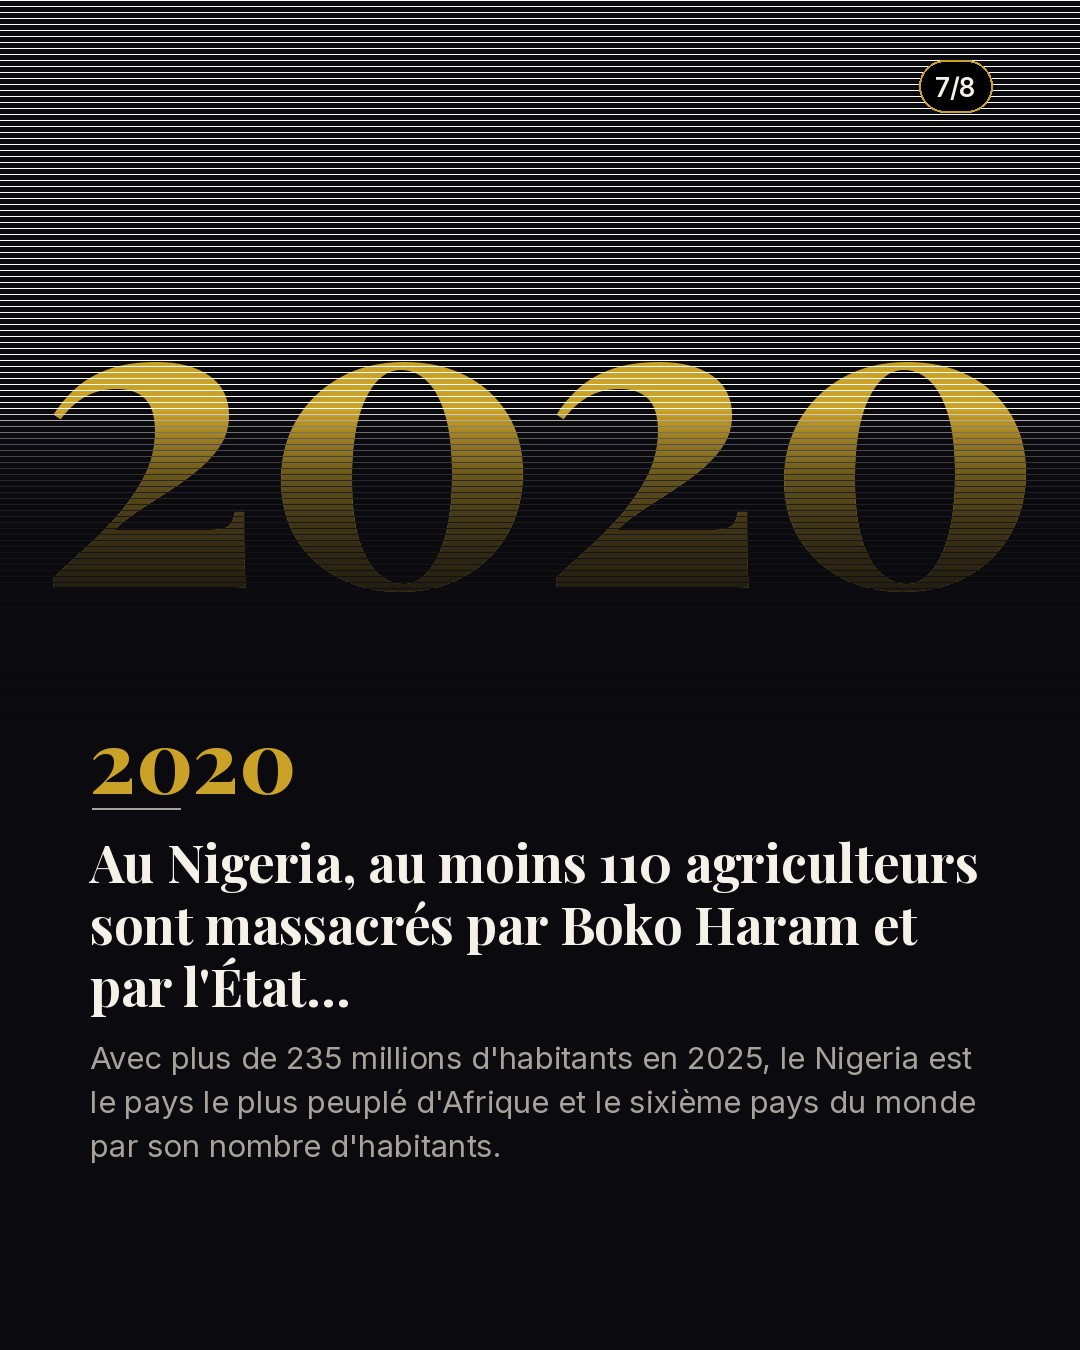 7/8
2020
2020
Au Nigeria, au moins 110 agriculteurs
sont massacrés par Boko Haram et
par l'État...
Avec plus de 235 millions d'habitants en 2025, le Nigeria est
le pays le plus peuplé d'Afrique et le sixième pays du monde
par son nombre d'habitants.